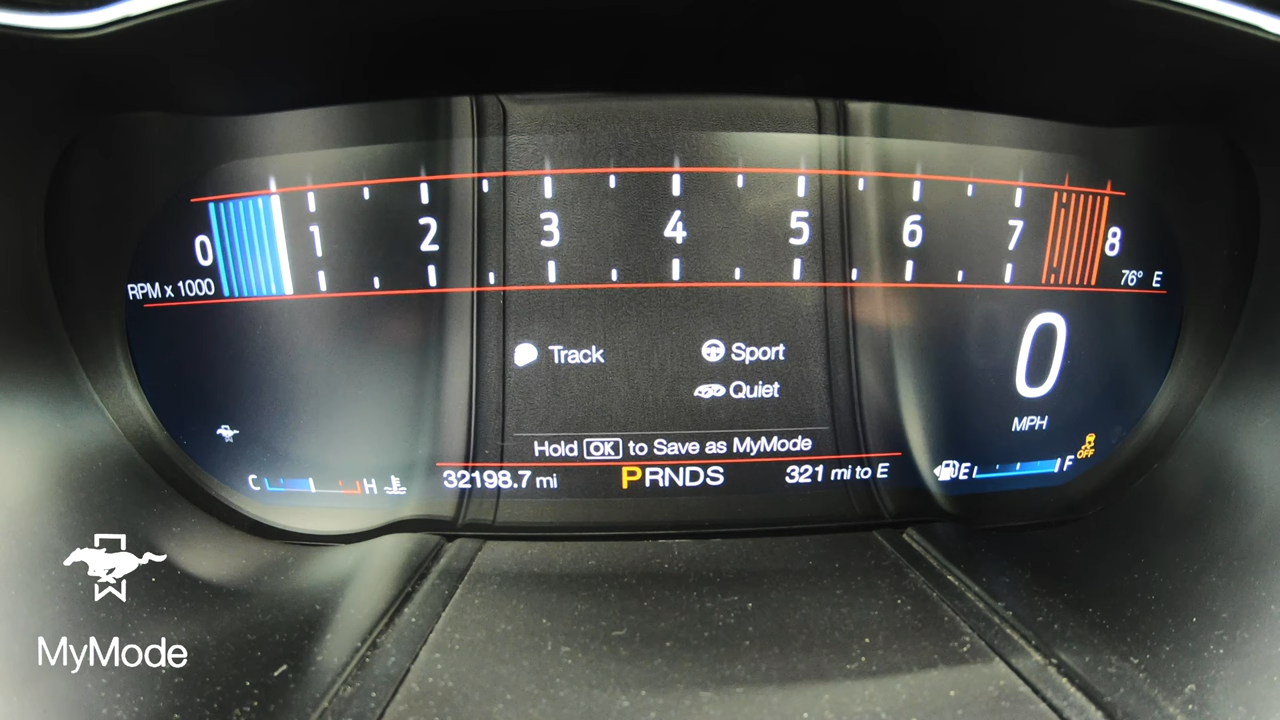 0 1 2 3 4 5 6 7 8
RPM x 1000
76° E
0
MPH
Track
Sport
Quiet
Hold OK to Save as MyMode
OFF
C H
32198.7 mi
PRNDS
321 mi to E
E F
MyMode